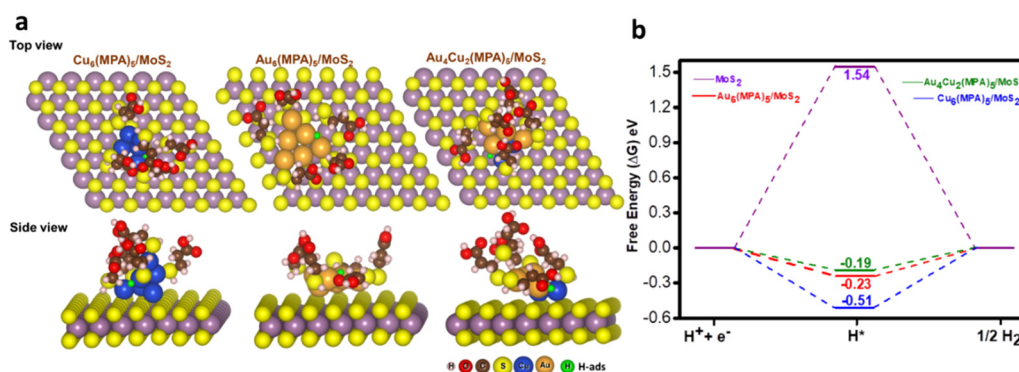 a
Top view
Cu₆(MPA)₅/MoS₂
Au₆(MPA)₅/MoS₂
Au₄Cu₂(MPA)₅/MoS₂
Side view
H O C S Cu Au H H-ads
b
Free Energy (ΔG) eV
1.5
1.2
0.9
0.6
0.3
0.0
-0.3
-0.6
1.54
MoS₂
Au₆(MPA)₅/MoS₂
Au₄Cu₂(MPA)₅/MoS
Cu₆(MPA)₅/MoS₂
-0.19
-0.23
-0.51
H⁺ + e⁻
H*
1/2 H₂